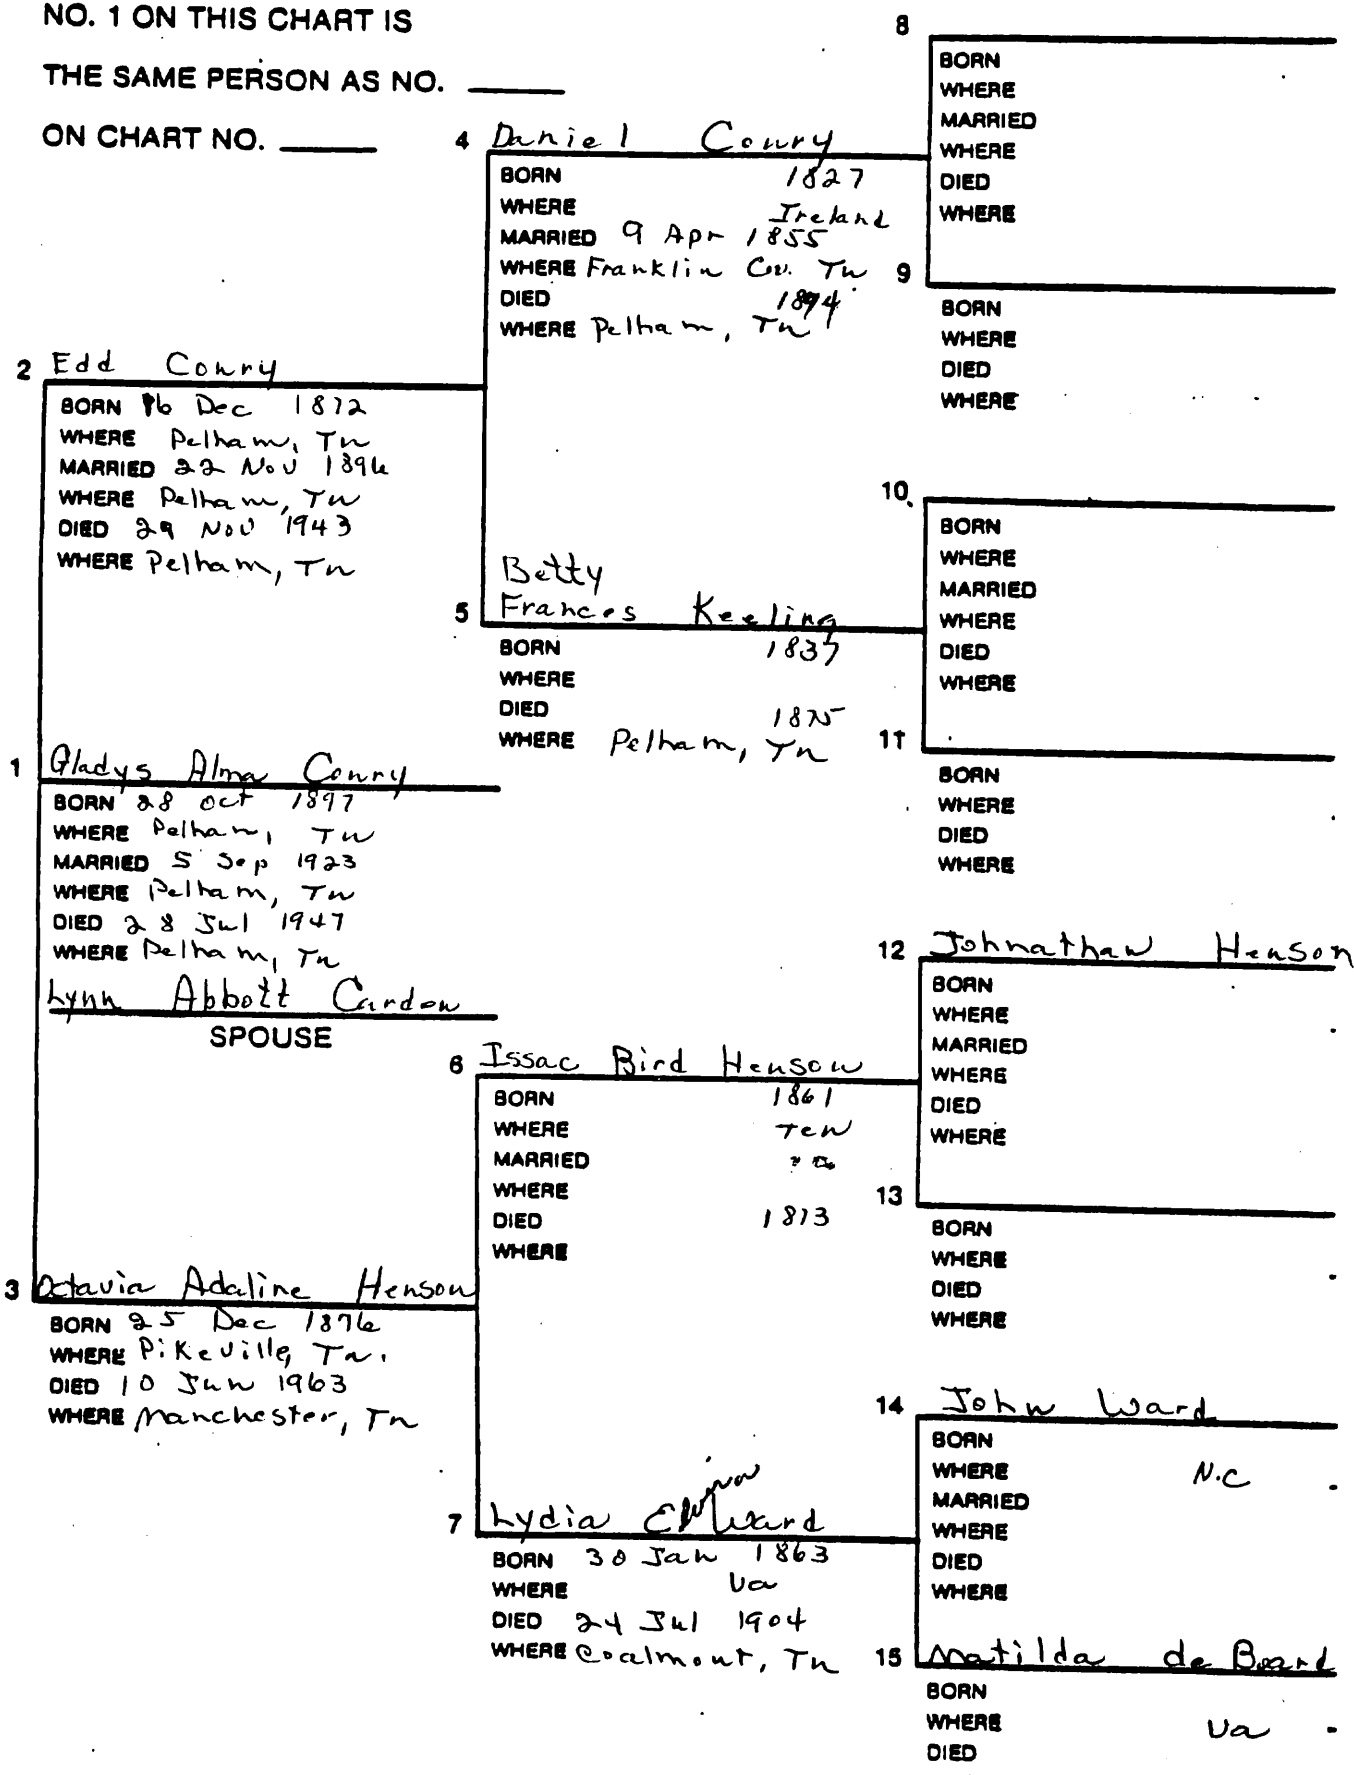 NO. 1 ON THIS CHART IS
THE SAME PERSON AS NO.
ON CHART NO.
1 Gladys Alma Conry
BORN 28 Oct 1897
WHERE Pelham, Tn
MARRIED 5 Sep 1923
WHERE Pelham, Tn
DIED 28 Jul 1947
WHERE Pelham, Tn
Lynn Abbott Carden
SPOUSE
2 Edd Conry
BORN 16 Dec 1872
WHERE Pelham, Tn
MARRIED 22 Nov 1896
WHERE Pelham, Tn
DIED 29 Nov 1943
WHERE Pelham, Tn
3 Octavia Adaline Henson
BORN 25 Dec 1876
WHERE Pikeville, Tn.
DIED 10 Jun 1963
WHERE Manchester, Tn
4 Daniel Conry
BORN 1827
WHERE Ireland
MARRIED 9 Apr 1855
WHERE Franklin Co. Tn
DIED 1894
WHERE Pelham, Tn
Betty
5 Frances Keeling
BORN 1837
WHERE
DIED 1875
WHERE Pelham, Tn
6 Issac Bird Henson
BORN 1861
WHERE Ten
MARRIED
WHERE
DIED 1813
WHERE
7 Lydia Elvina Ward
BORN 30 Jan 1863
WHERE Va
DIED 24 Jul 1904
WHERE Coalmont, Tn
8
BORN
WHERE
MARRIED
WHERE
DIED
WHERE
9
BORN
WHERE
DIED
WHERE
10
BORN
WHERE
MARRIED
WHERE
DIED
WHERE
11
BORN
WHERE
DIED
WHERE
12 Johnathan Henson
BORN
WHERE
MARRIED
WHERE
DIED
WHERE
13
BORN
WHERE
DIED
WHERE
14 John Ward
BORN
WHERE N.C
MARRIED
WHERE
DIED
WHERE
15 Matilda de Board
BORN
WHERE Va
DIED